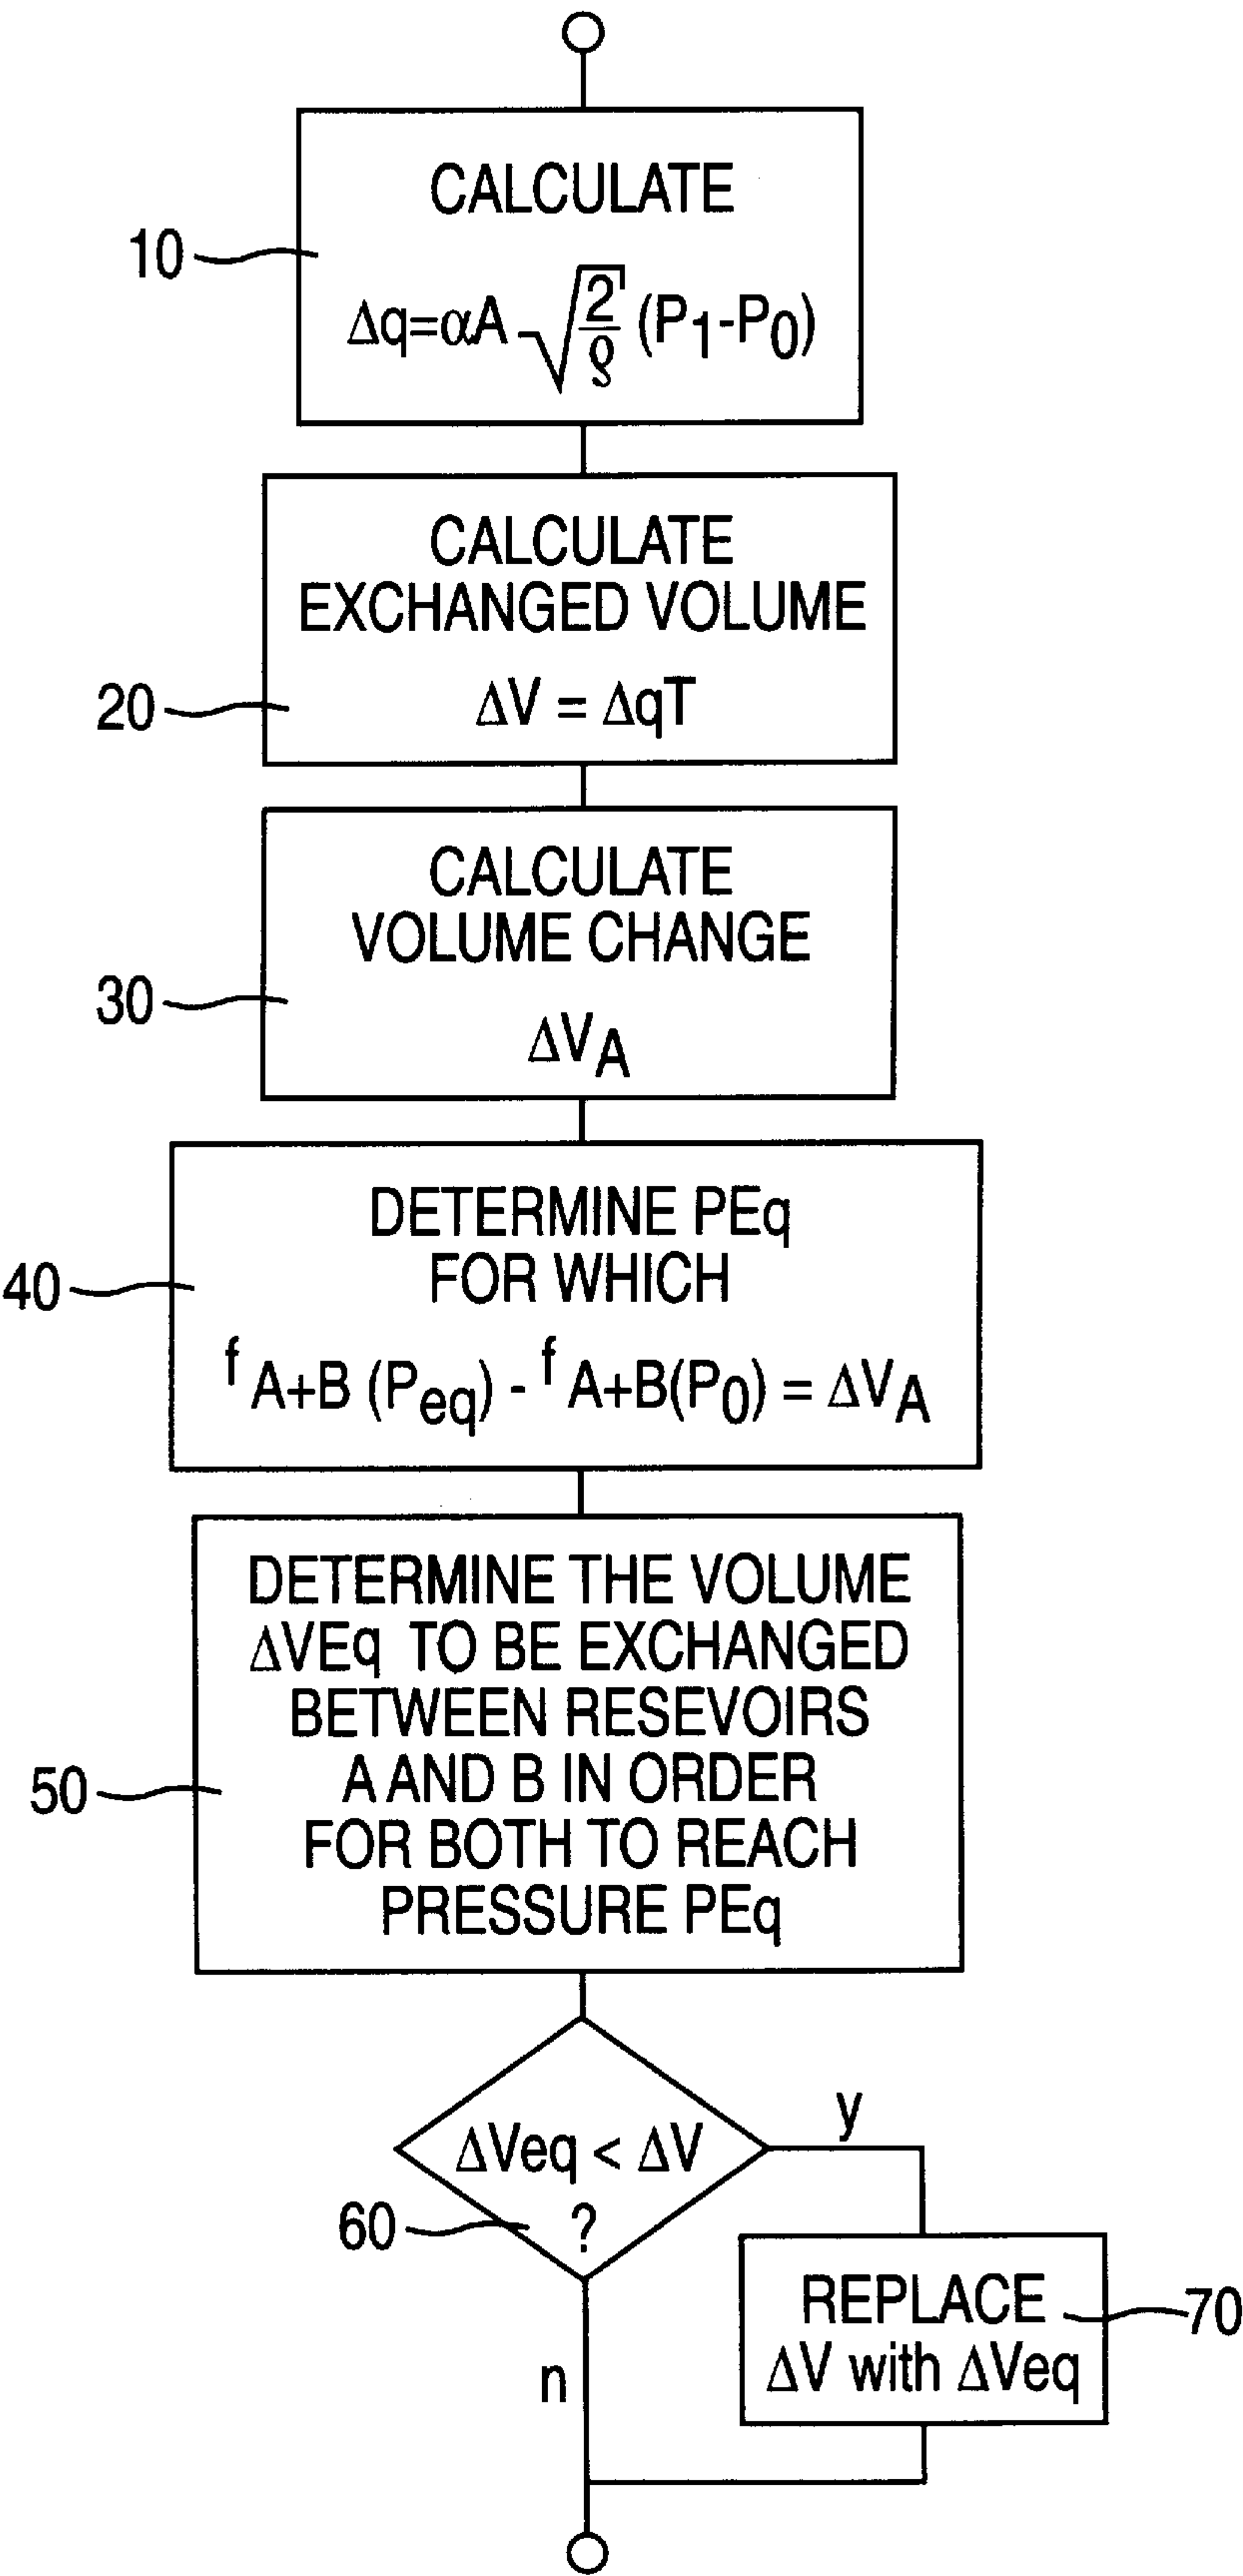 CALCULATE
10
Δq=αA √2/ϱ (P1-P0)
CALCULATE
EXCHANGED VOLUME
20
ΔV = ΔqT
CALCULATE
VOLUME CHANGE
30
ΔVA
DETERMINE PEq
FOR WHICH
40
f A+B (Peq) - f A+B(P0) = ΔVA
DETERMINE THE VOLUME
ΔVEq TO BE EXCHANGED
BETWEEN RESEVOIRS
A AND B IN ORDER
50
FOR BOTH TO REACH
PRESSURE PEq
y
ΔVeq < ΔV
?
60
REPLACE
70
ΔV with ΔVeq
n